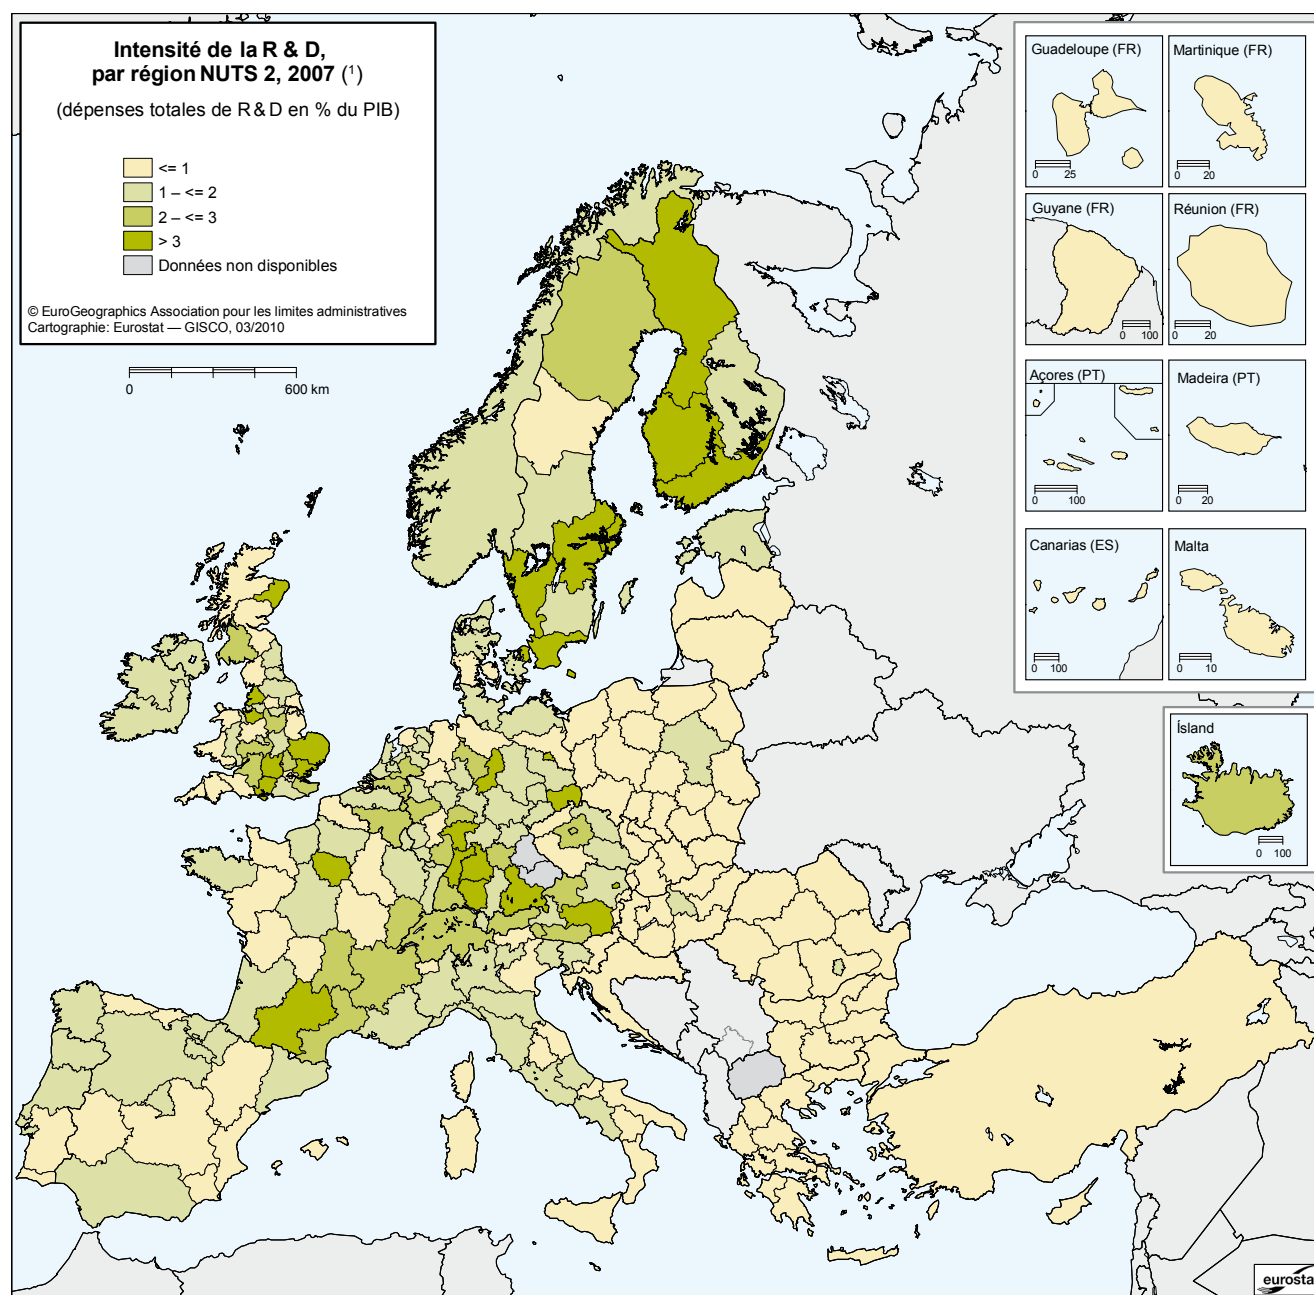 Intensité de la R & D,
par région NUTS 2, 2007 (¹)
(dépenses totales de R & D en % du PIB)
<= 1
1 – <= 2
2 – <= 3
> 3
Données non disponibles
© EuroGeographics Association pour les limites administratives
Cartographie: Eurostat — GISCO, 03/2010
0 600 km
Guadeloupe (FR)
0 25
Martinique (FR)
0 20
Guyane (FR)
0 100
Réunion (FR)
0 20
Açores (PT)
0 100
Madeira (PT)
0 20
Canarias (ES)
0 100
Malta
0 10
Ísland
0 100
eurosta